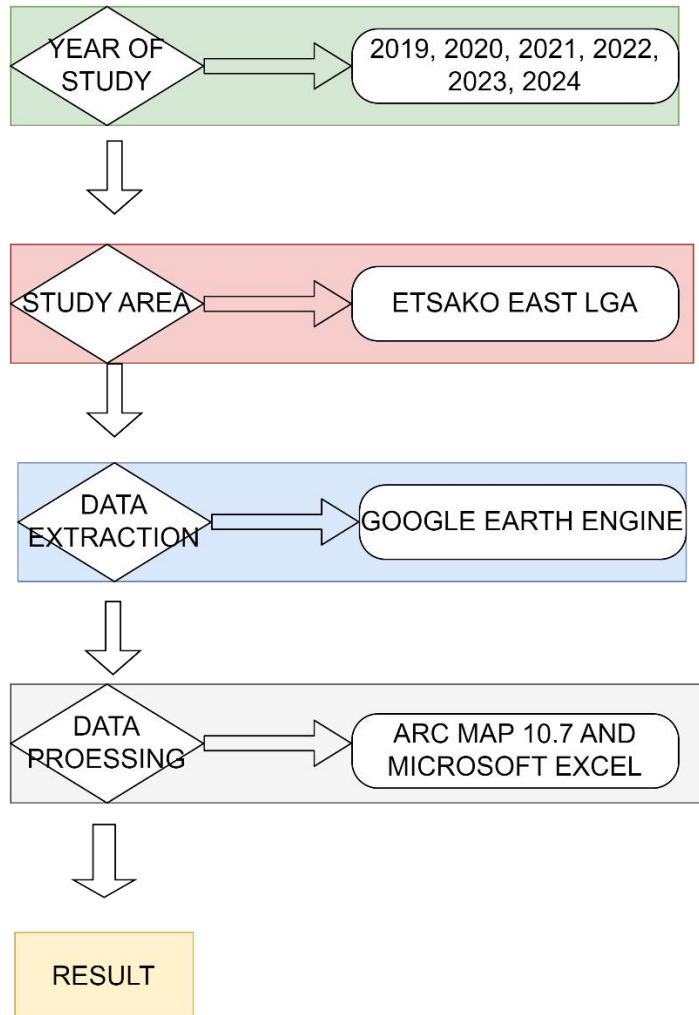 YEAR OF
STUDY
2019, 2020, 2021, 2022,
2023, 2024
STUDY AREA
ETSAKO EAST LGA
DATA
EXTRACTION
GOOGLE EARTH ENGINE
DATA
PROESSING
ARC MAP 10.7 AND
MICROSOFT EXCEL
RESULT